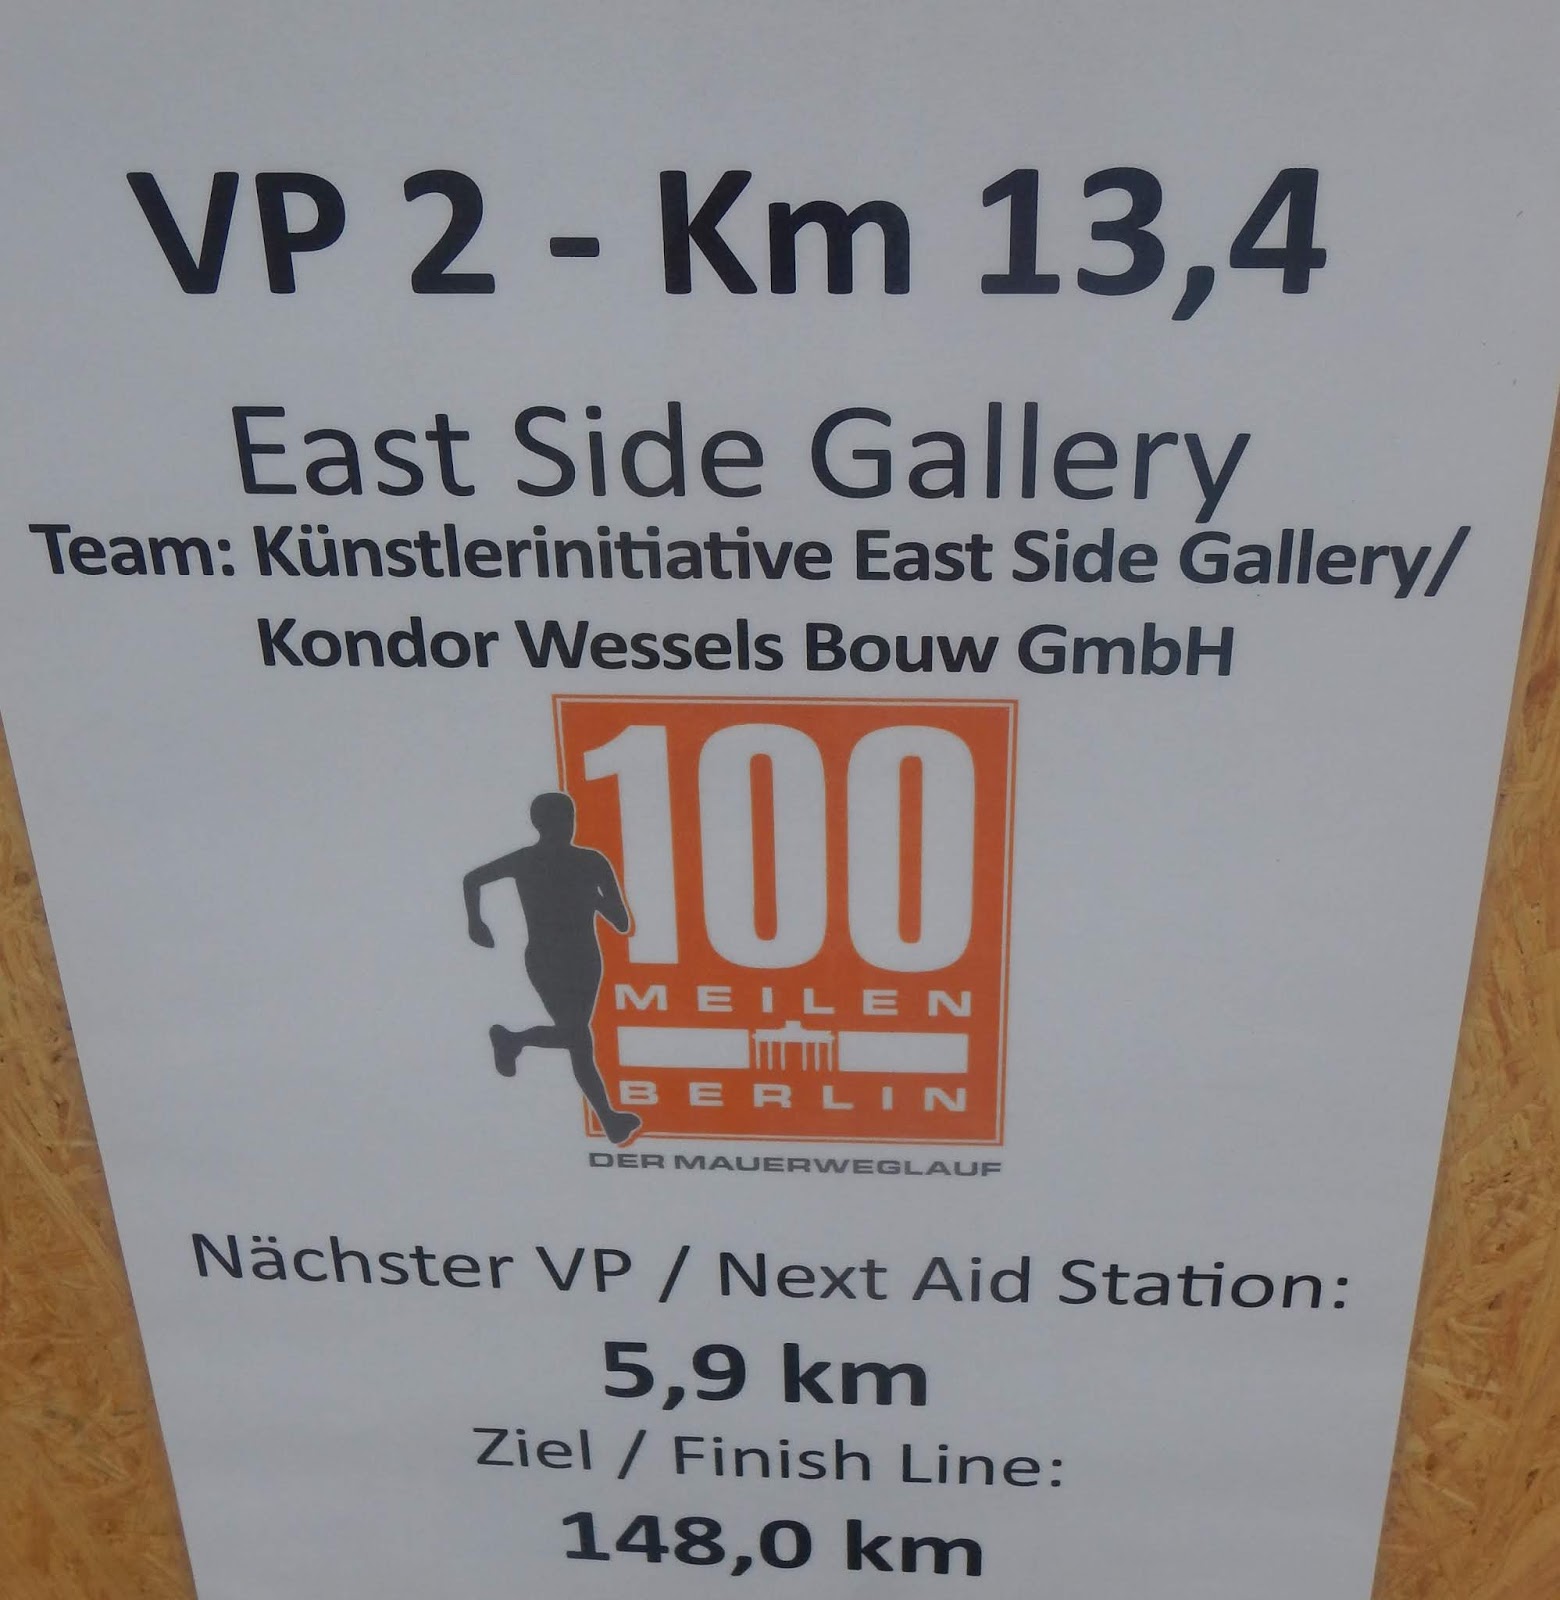 VP 2 - Km 13,4
East Side Gallery
Team: Künstlerinitiative East Side Gallery/
Kondor Wessels Bouw GmbH
100
MEILEN
BERLIN
DER MAUERWEGLAUF
Nächster VP / Next Aid Station:
5,9 km
Ziel / Finish Line:
148,0 km